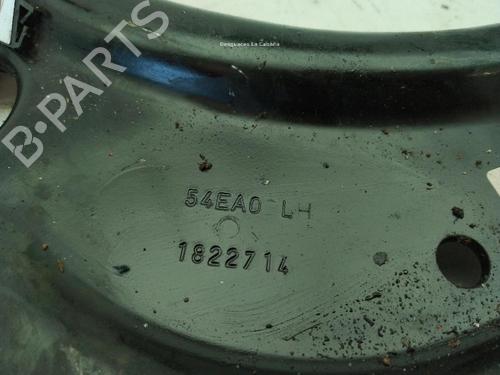 Desguaces La Cabaña
B-PARTS
54EA0 LH
1822714